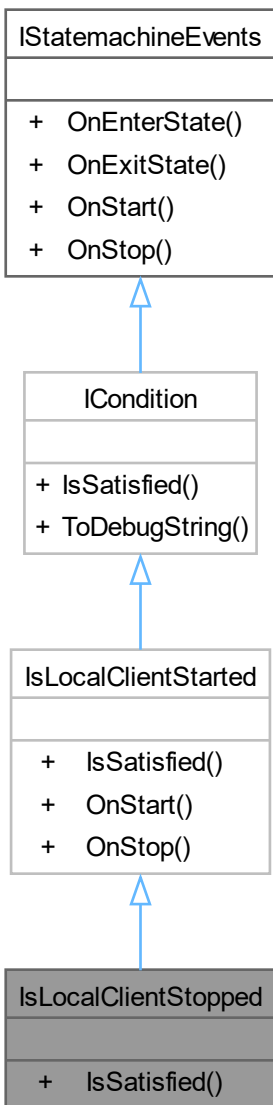 IStatemachineEvents
+ OnEnterState()
+ OnExitState()
+ OnStart()
+ OnStop()
ICondition
+ IsSatisfied()
+ ToDebugString()
IsLocalClientStarted
+ IsSatisfied()
+ OnStart()
+ OnStop()
IsLocalClientStopped
+ IsSatisfied()